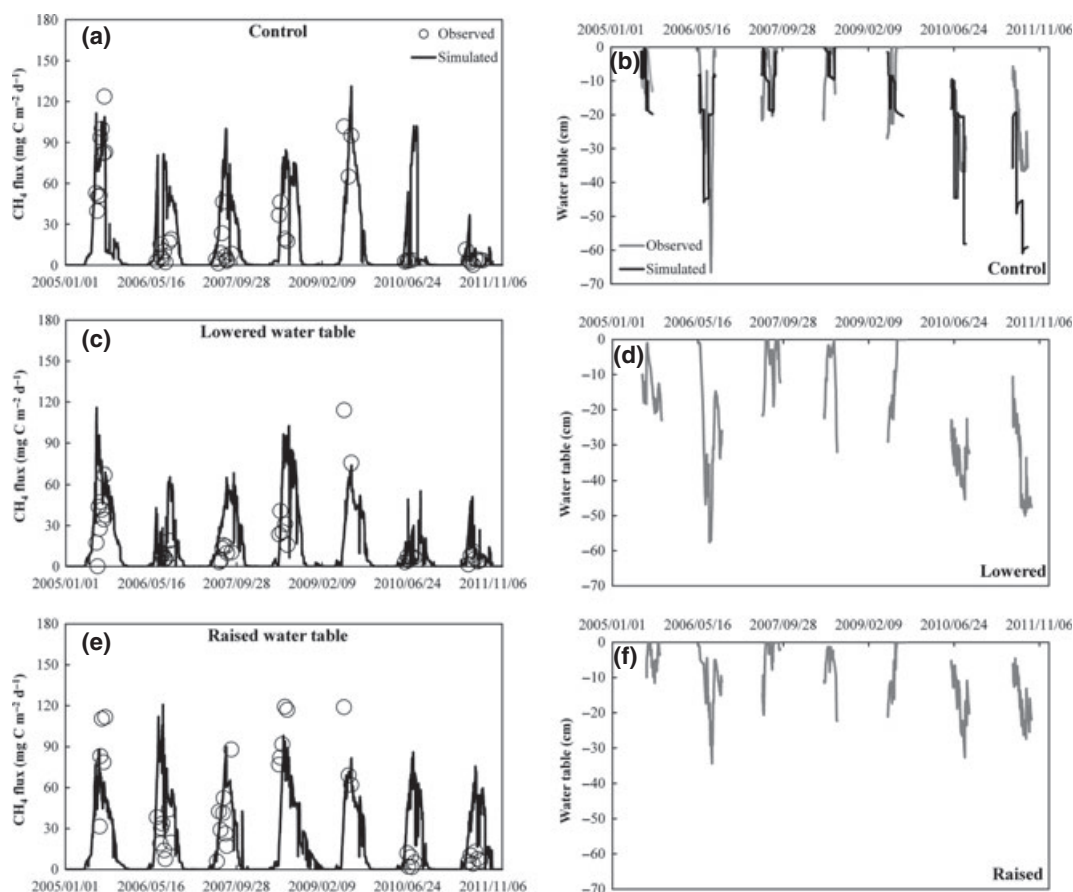 (a)
Control
Observed
Simulated
CH4 flux (mg C m−2 d−1)
180
150
120
90
60
30
0
2005/01/01 2006/05/16 2007/09/28 2009/02/09 2010/06/24 2011/11/06
(b)
2005/01/01 2006/05/16 2007/09/28 2009/02/09 2010/06/24 2011/11/06
Water table (cm)
0
−10
−20
−30
−40
−50
−60
−70
Observed
Simulated
Control
(c)
Lowered water table
CH4 flux (mg C m−2 d−1)
180
150
120
90
60
30
0
2005/01/01 2006/05/16 2007/09/28 2009/02/09 2010/06/24 2011/11/06
(d)
2005/01/01 2006/05/16 2007/09/28 2009/02/09 2010/06/24 2011/11/06
Water table (cm)
0
−10
−20
−30
−40
−50
−60
−70
Lowered
(e)
Raised water table
CH4 flux (mg C m−2 d−1)
180
150
120
90
60
30
0
2005/01/01 2006/05/16 2007/09/28 2009/02/09 2010/06/24 2011/11/06
(f)
2005/01/01 2006/05/16 2007/09/28 2009/02/09 2010/06/24 2011/11/06
Water table (cm)
0
−10
−20
−30
−40
−50
−60
−70
Raised